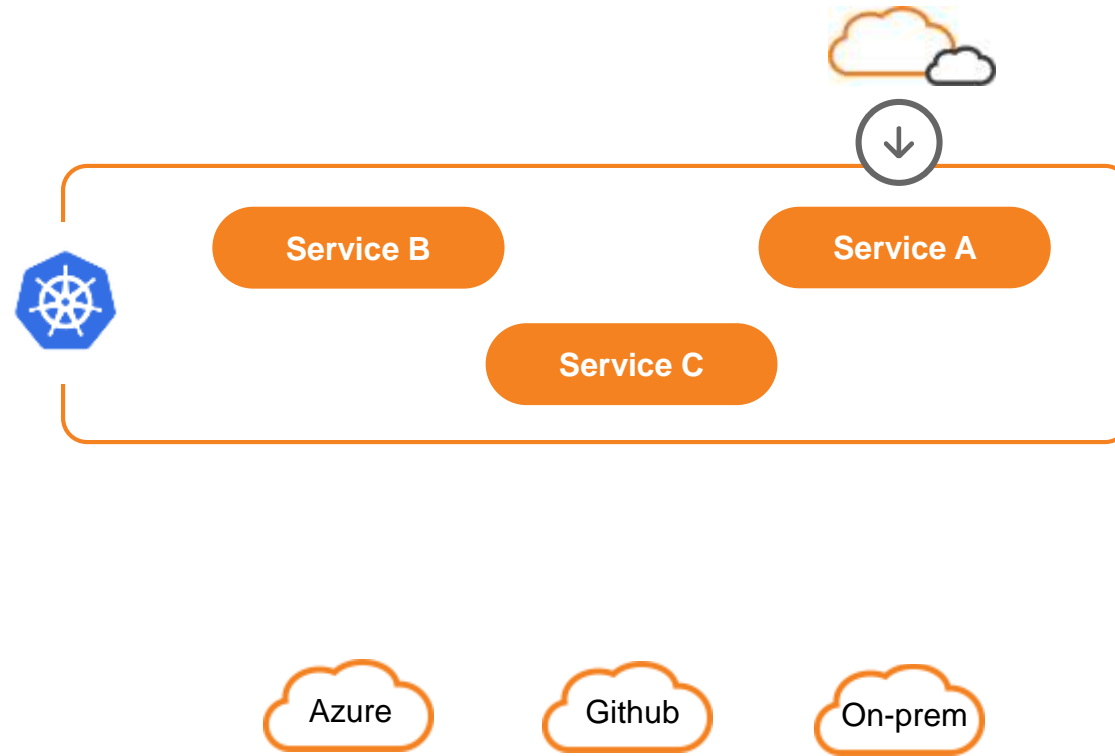 Service B
Service A
Service C
Azure
Github
On-prem